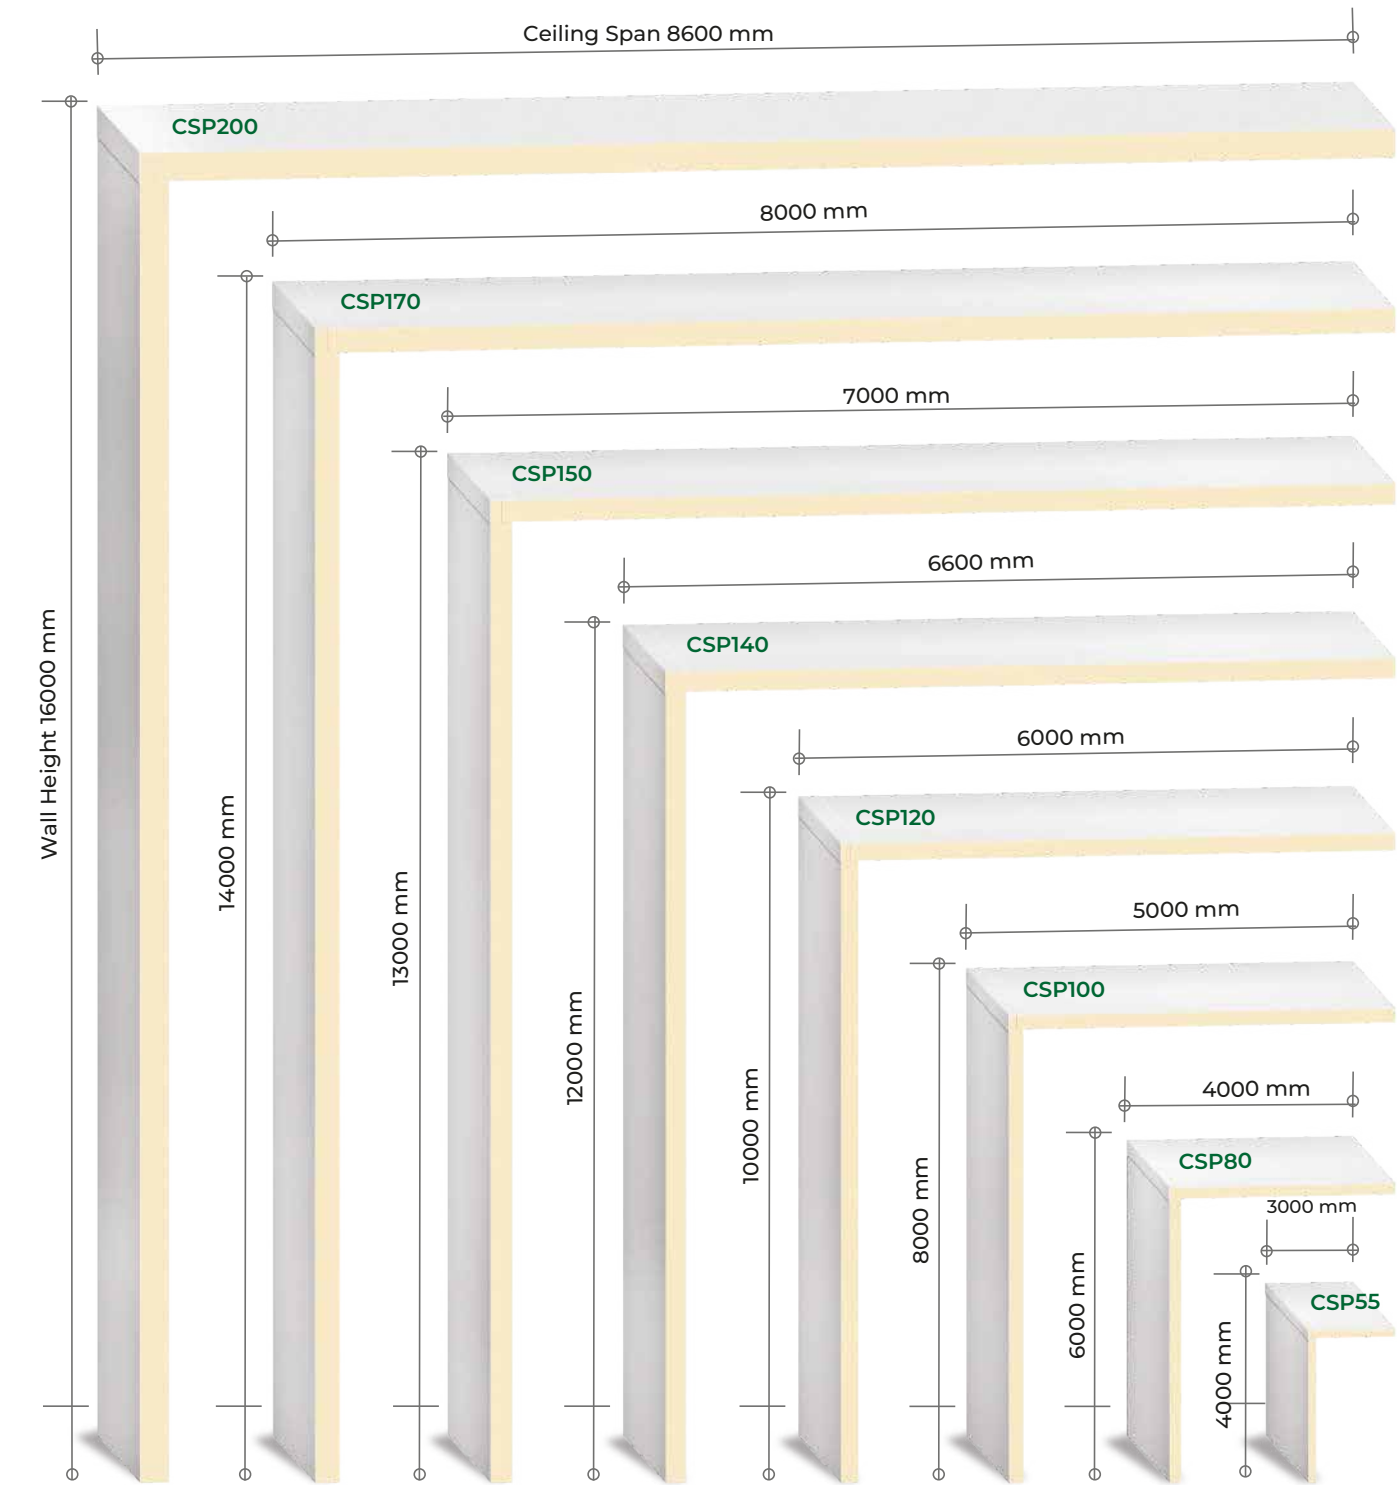 Ceiling Span 8600 mm
CSP200
8000 mm
CSP170
7000 mm
CSP150
6600 mm
CSP140
Wall Height 16000 mm
6000 mm
14000 mm
CSP120
13000 mm
5000 mm
12000 mm
CSP100
10000 mm
4000 mm
8000 mm
CSP80
3000 mm
6000 mm
CSP55
4000 mm